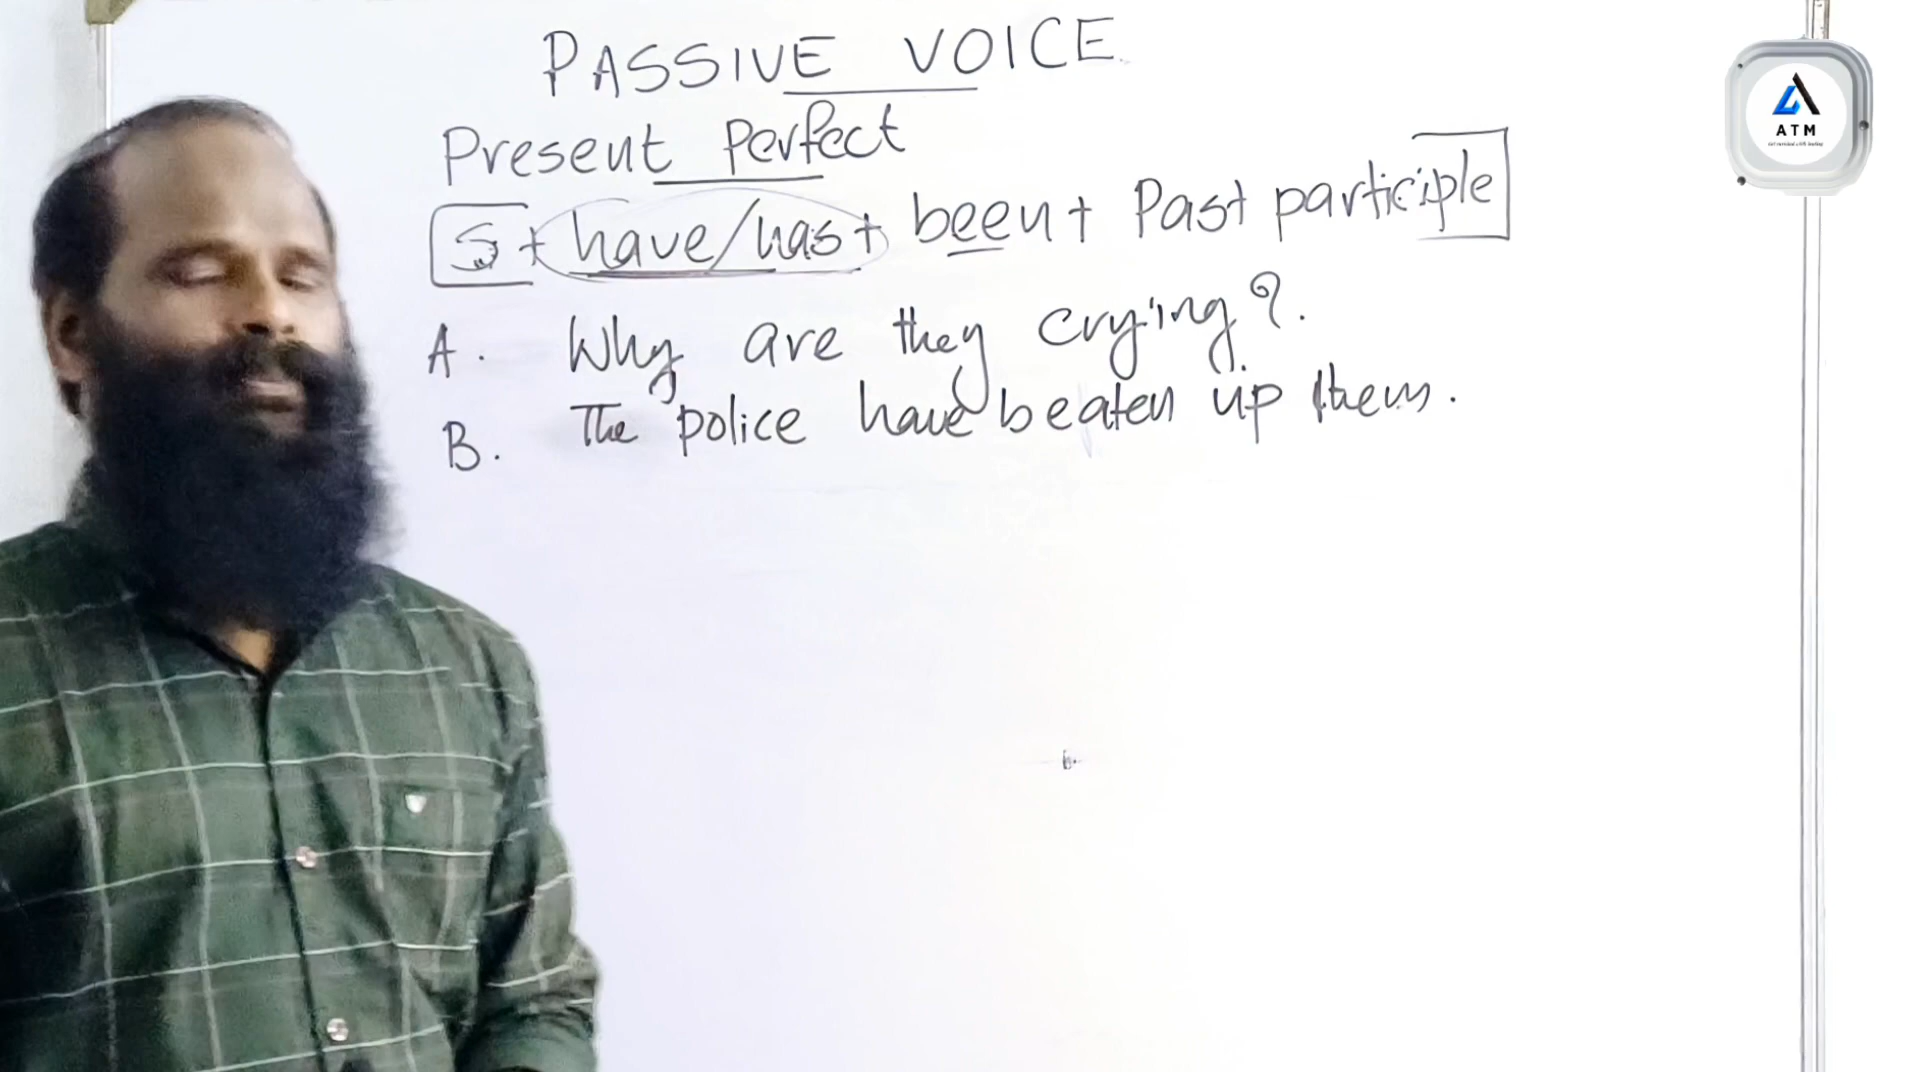 PASSIVE VOICE
Present Perfect
S + have/has + been + Past participle
A. Why are they crying?.
B. The police have beaten up them.
ATM